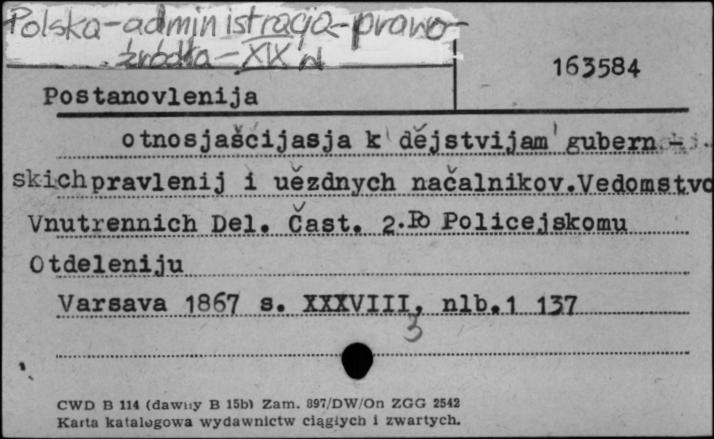 Polska-administracja-prawo-
źródła-XIX w
163584
Postanovlenija
otnosjaščijasja k' dějstvijam' gubern-
skich pravlenij i uězdnych načalnikov.Vedomstvo
Vnutrennich Del. Čast. 2.Po Policejskomu
Otdeleniju
Varsava 1867 s. XXXVIII, nlb.1 137
3
CWD B 114 (dawny B 15b) Zam. 897/DW/On ZGG 2542
Karta katalogowa wydawnictw ciągłych i zwartych.